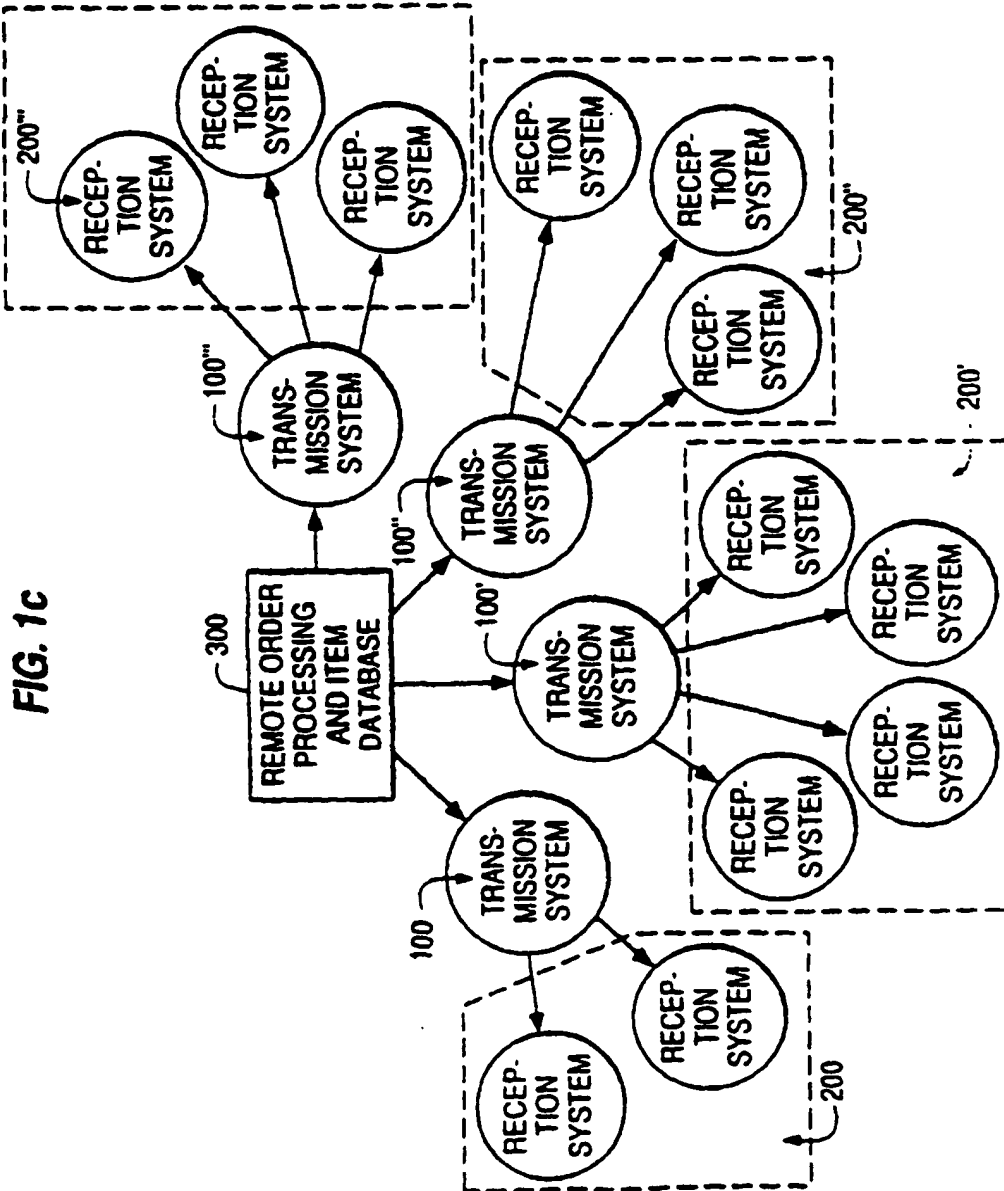 FIG. 1c
300
REMOTE ORDER
PROCESSING
AND ITEM
DATABASE
100
TRANS-
MISSION
SYSTEM
100'
TRANS-
MISSION
SYSTEM
100"
TRANS-
MISSION
SYSTEM
100"'
TRANS-
MISSION
SYSTEM
RECEP-
TION
SYSTEM
RECEP-
TION
SYSTEM
200
RECEP-
TION
SYSTEM
RECEP-
TION
SYSTEM
RECEP-
TION
SYSTEM
RECEP-
TION
SYSTEM
200'
RECEP-
TION
SYSTEM
RECEP-
TION
SYSTEM
RECEP-
TION
SYSTEM
200"
200"'
RECEP-
TION
SYSTEM
RECEP-
TION
SYSTEM
RECEP-
TION
SYSTEM